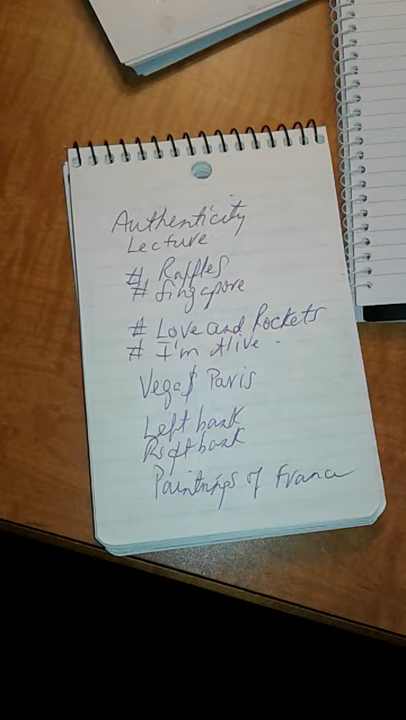 Authenticity
Lecture
# Raffles
# Singapore
# Love and Rockets
# I'm Alive -
Vegas Paris
Left bank
Right bank
Paintings of France